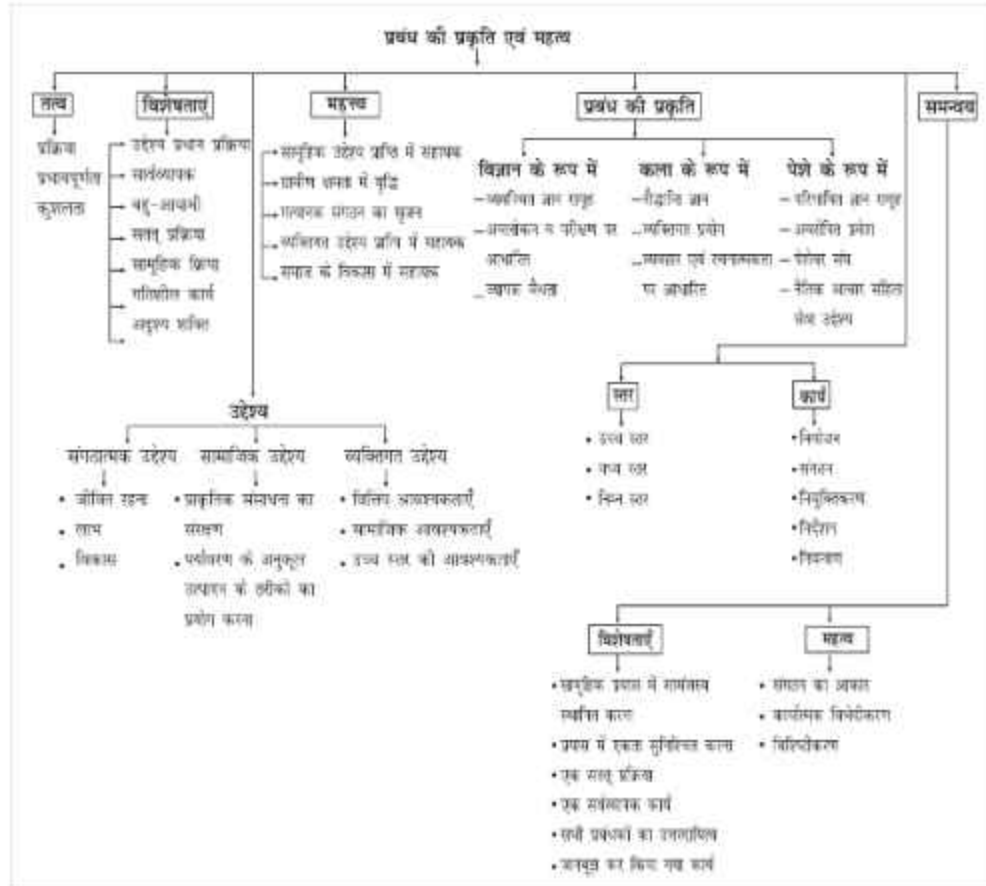 प्रबंध की प्रकृति एवं महत्व
तत्व
प्रक्रिया
प्रभावपूर्णता
कुशलता
विशेषताएँ
उद्देश्य प्रधान प्रक्रिया
सर्वव्यापक
बहु-आयामी
सतत् प्रक्रिया
सामूहिक क्रिया
गतिशील कार्य
अदृश्य शक्ति
महत्त्व
सामूहिक उद्देश्य प्राप्ति में सहायक
क्षमता में वृद्धि
संगठन का सृजन
व्यक्तिगत उद्देश्य प्राप्ति में सहायक
समाज के विकास में सहायक
प्रबंध की प्रकृति
विज्ञान के रूप में
–व्यवस्थित ज्ञान समूह
–अवलोकन व परीक्षण पर
आधारित
–व्यापक वैधता
कला के रूप में
–सैद्धान्ति ज्ञान
–व्यक्तिगत प्रयोग
–व्यवहार एवं रचनात्मकता
पर आधारित
पेशे के रूप में
–परिभाषित ज्ञान समूह
–अवरोधित प्रवेश
–पेशेवर संघ
–नैतिक आचार संहिता
सेवा उद्देश्य
समन्वय
उद्देश्य
संगठात्मक उद्देश्य
• जीवित रहना
• लाभ
• विकास
सामाजिक उद्देश्य
• प्राकृतिक संसाधनों का
संरक्षण
• पर्यावरण के अनुकूल
उत्पादन के तरीकों का
प्रयोग करना
व्यक्तिगत उद्देश्य
• वित्तिय आवश्यकताएँ
• सामाजिक आवश्यकताएँ
• उच्च स्तर की आवश्यकताएँ
स्तर
• उच्च स्तर
• मध्य स्तर
• निम्न स्तर
कार्य
•नियोजन
•संगठन
•नियुक्तिकरण
•निर्देशन
•नियन्त्रण
विशेषताएँ
•सामूहिक प्रयास में सामंजस्य
स्थापित करना
•प्रयास में एकता सुनिश्चित करना
•एक सतत् प्रक्रिया
•एक सर्वव्यापक कार्य
•सभी प्रबंधकों का उत्तरदायित्व
•जानबूझ कर किया गया कार्य
महत्व
• संगठन का आकार
• कार्यात्मक विभेदीकरण
• विशिष्टीकरण